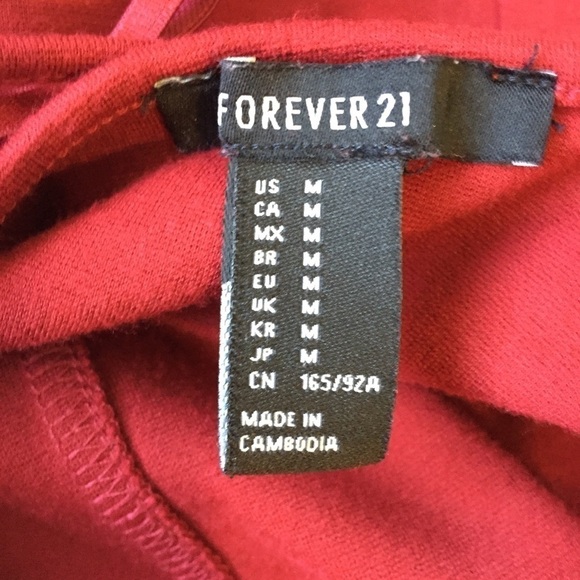 FOREVER 21
US M
CA M
MX M
BR M
EU M
UK M
KR M
JP M
CN 165/92A
MADE IN
CAMBODIA